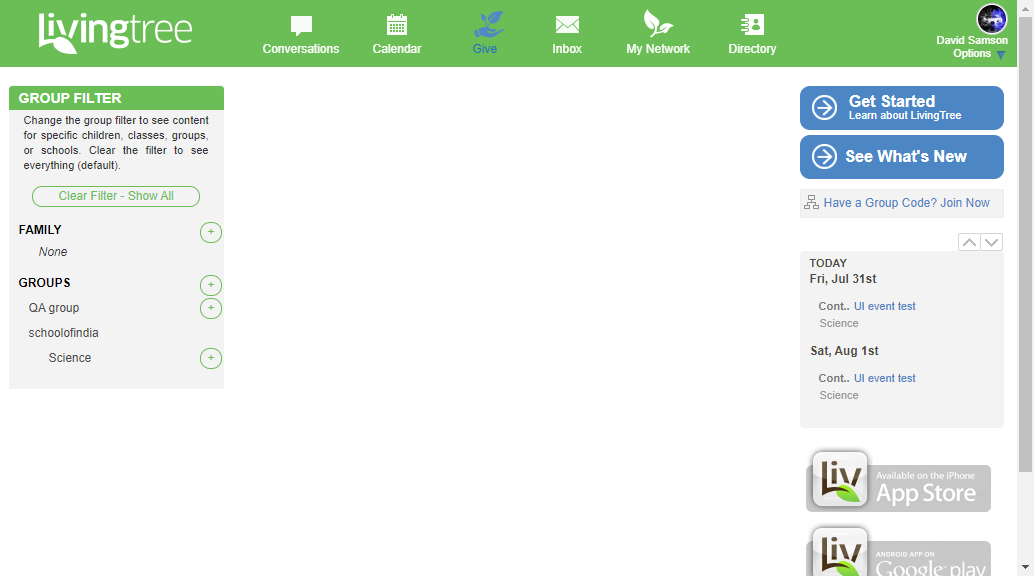 livingtree
Conversations
Calendar
Give
Inbox
My Network
Directory
David Samson
Options
GROUP FILTER
Change the group filter to see content
for specific children, classes, groups,
or schools. Clear the filter to see
everything (default).
Clear Filter - Show All
FAMILY
+
None
GROUPS
+
QA group
+
schoolofindia
Science
+
Get Started
Learn about LivingTree
See What's New
Have a Group Code? Join Now
TODAY
Fri, Jul 31st
Cont.. UI event test
Science
Sat, Aug 1st
Cont.. UI event test
Science
Liv
Available on the iPhone
App Store
Liv
ANDROID APP ON
Google play